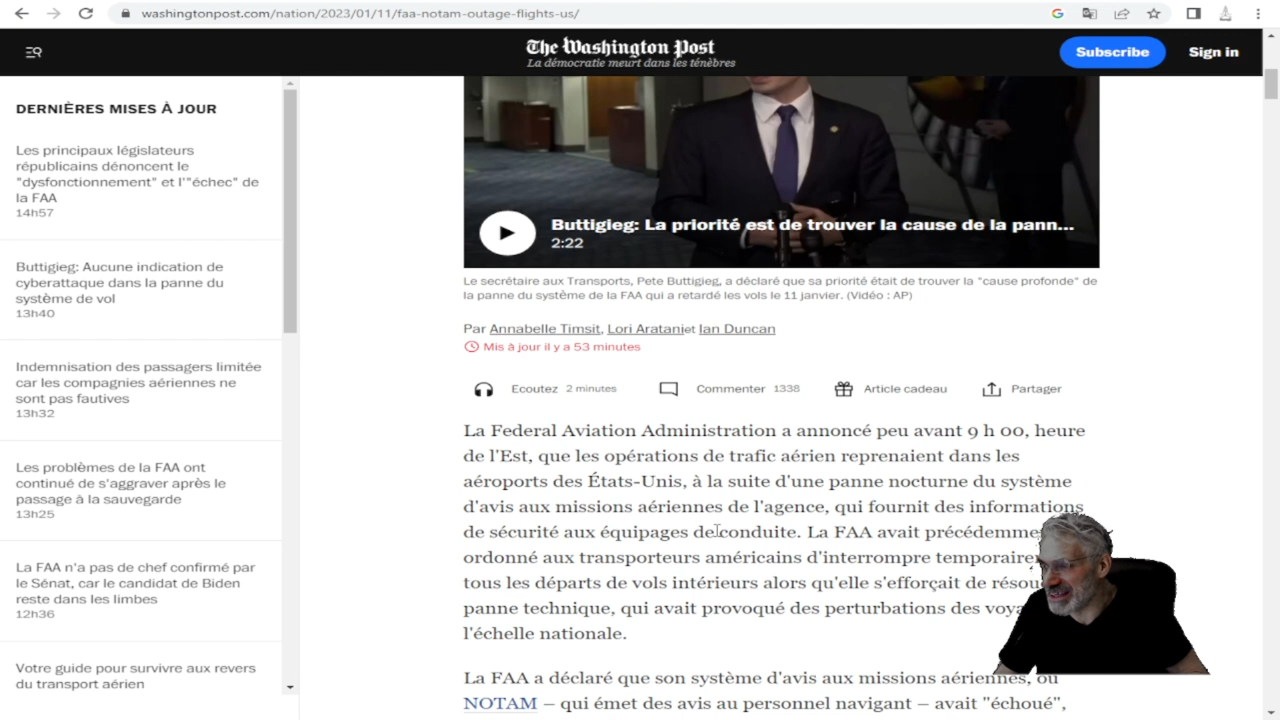 washingtonpost.com/nation/2023/01/11/faa-notam-outage-flights-us/
The Washington Post
La démocratie meurt dans les ténèbres
Subscribe
Sign in
DERNIÈRES MISES À JOUR
Les principaux législateurs
républicains dénoncent le
"dysfonctionnement" et l'"échec" de
la FAA
14h57
Buttigieg: Aucune indication de
cyberattaque dans la panne du
système de vol
13h40
Indemnisation des passagers limitée
car les compagnies aériennes ne
sont pas fautives
13h32
Les problèmes de la FAA ont
continué de s'aggraver après le
passage à la sauvegarde
13h25
La FAA n'a pas de chef confirmé par
le Sénat, car le candidat de Biden
reste dans les limbes
12h36
Votre guide pour survivre aux revers
du transport aérien
Buttigieg: La priorité est de trouver la cause de la pann...
2:22
Le secrétaire aux Transports, Pete Buttigieg, a déclaré que sa priorité était de trouver la "cause profonde" de
la panne du système de la FAA qui a retardé les vols le 11 janvier. (Vidéo : AP)
Par Annabelle Timsit, Lori Arataniet Ian Duncan
Mis à jour il y a 53 minutes
Ecoutez 2 minutes
Commenter 1338
Article cadeau
Partager
La Federal Aviation Administration a annoncé peu avant 9 h 00, heure
de l'Est, que les opérations de trafic aérien reprenaient dans les
aéroports des États-Unis, à la suite d'une panne nocturne du système
d'avis aux missions aériennes de l'agence, qui fournit des informations
de sécurité aux équipages de conduite. La FAA avait
ordonné aux transporteurs américains d'interrompre
tous les départs de vols intérieurs alors qu'elle s'efforçait de
panne technique, qui avait provoqué des perturbations des
l'échelle nationale.
La FAA a déclaré que son système d'avis aux missions aériennes, ou
NOTAM – qui émet des avis au personnel navigant – avait "échoué",